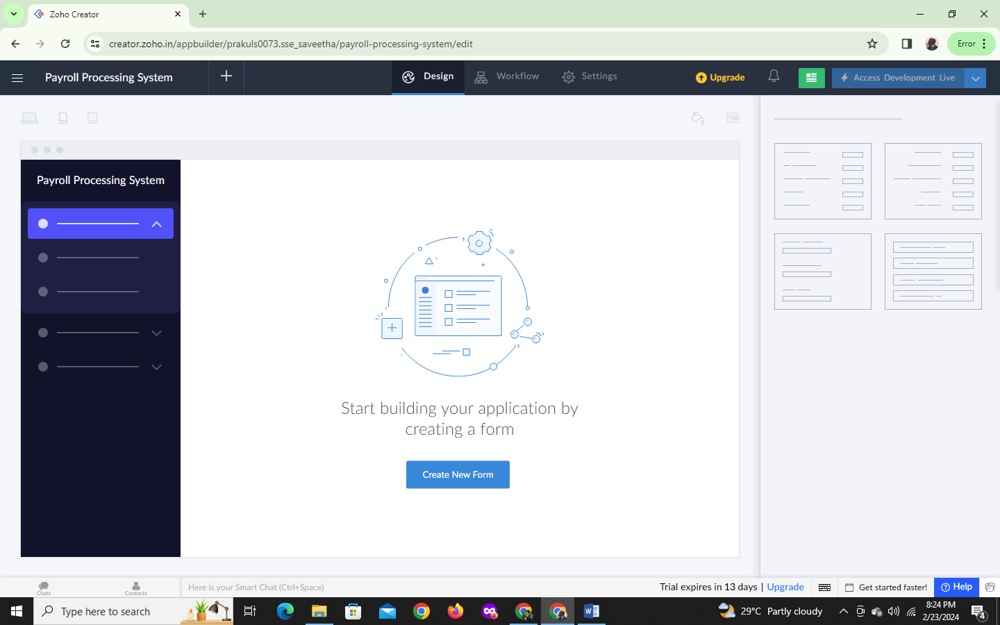 Zoho Creator
creator.zoho.in/appbuilder/prakuls0073.sse_saveetha/payroll-processing-system/edit
Error
Payroll Processing System
Design
Workflow
Settings
Upgrade
Access Development Live
Payroll Processing System
Start building your application by
creating a form
Create New Form
Chats
Contacts
Here is your Smart Chat (Ctrl+Space)
Trial expires in 13 days | Upgrade
Get started faster!
Help
Type here to search
29°C Partly cloudy
8:24 PM
2/23/2024
4